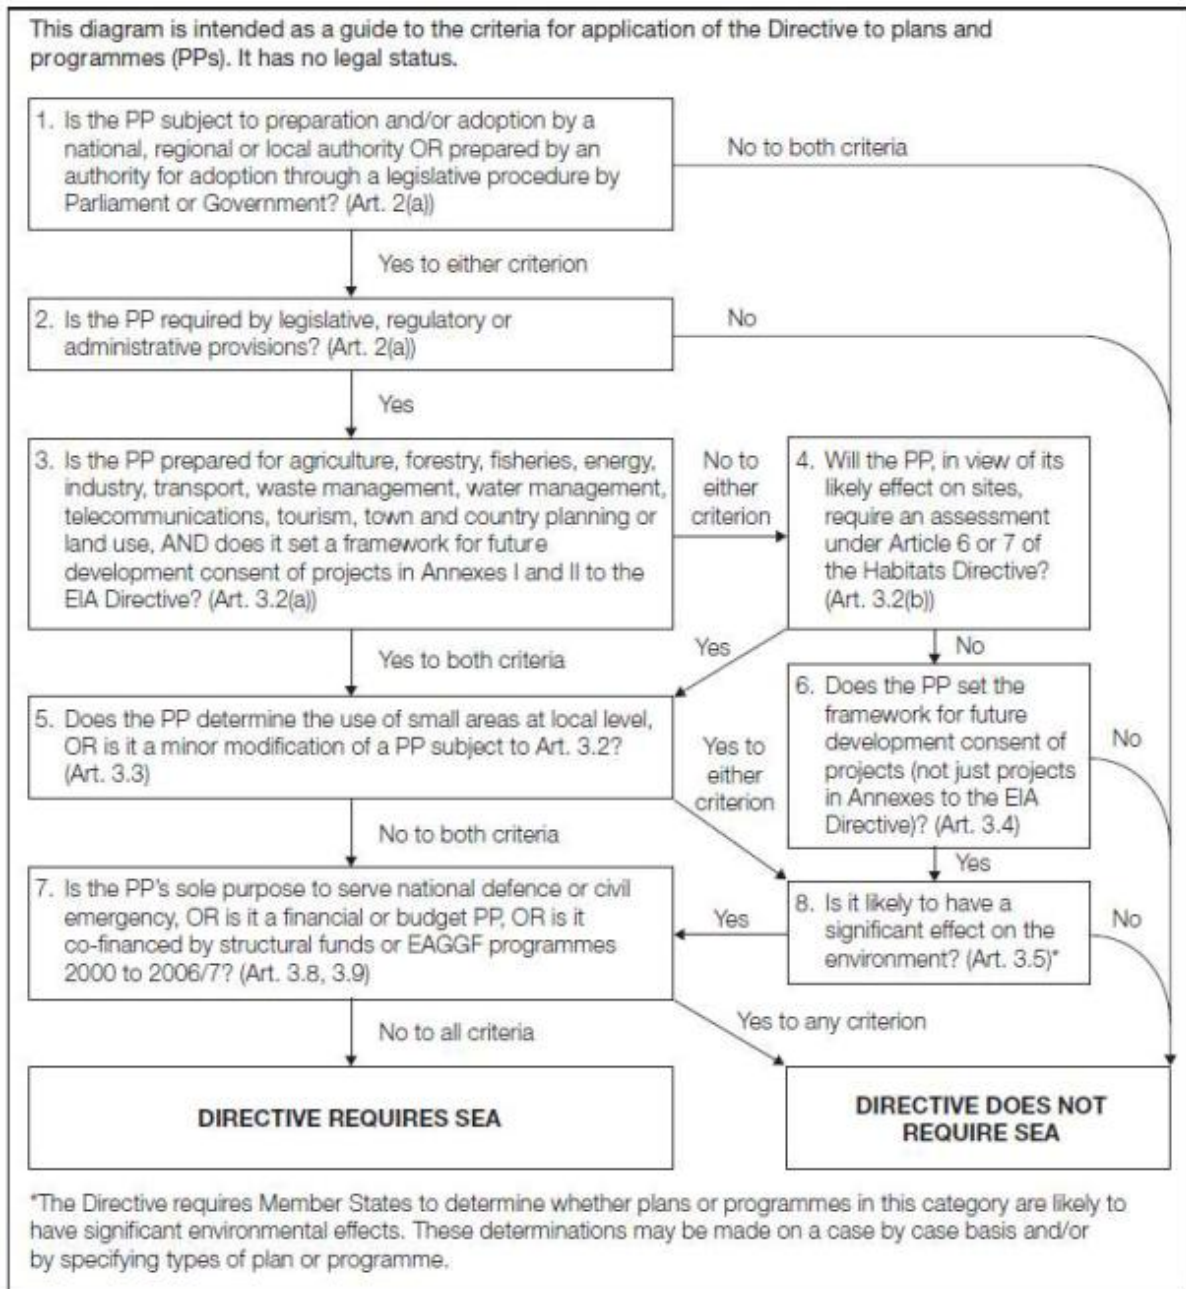 This diagram is intended as a guide to the criteria for application of the Directive to plans and
programmes (PPs). It has no legal status.
1. Is the PP subject to preparation and/or adoption by a
national, regional or local authority OR prepared by an
authority for adoption through a legislative procedure by
Parliament or Government? (Art. 2(a))
No to both criteria
Yes to either criterion
2. Is the PP required by legislative, regulatory or
administrative provisions? (Art. 2(a))
No
Yes
3. Is the PP prepared for agriculture, forestry, fisheries, energy,
industry, transport, waste management, water management,
telecommunications, tourism, town and country planning or
land use, AND does it set a framework for future
development consent of projects in Annexes I and II to the
EIA Directive? (Art. 3.2(a))
No to
either
criterion
4. Will the PP, in view of its
likely effect on sites,
require an assessment
under Article 6 or 7 of
the Habitats Directive?
(Art. 3.2(b))
Yes to both criteria
Yes
No
5. Does the PP determine the use of small areas at local level,
OR is it a minor modification of a PP subject to Art. 3.2?
(Art. 3.3)
Yes to
either
criterion
6. Does the PP set the
framework for future
development consent of
projects (not just projects
in Annexes to the EIA
Directive)? (Art. 3.4)
No
No to both criteria
Yes
7. Is the PP's sole purpose to serve national defence or civil
emergency, OR is it a financial or budget PP, OR is it
co-financed by structural funds or EAGGF programmes
2000 to 2006/7? (Art. 3.8, 3.9)
Yes
8. Is it likely to have a
significant effect on the
environment? (Art. 3.5)*
No
No to all criteria
Yes to any criterion
DIRECTIVE REQUIRES SEA
DIRECTIVE DOES NOT
REQUIRE SEA
*The Directive requires Member States to determine whether plans or programmes in this category are likely to
have significant environmental effects. These determinations may be made on a case by case basis and/or
by specifying types of plan or programme.